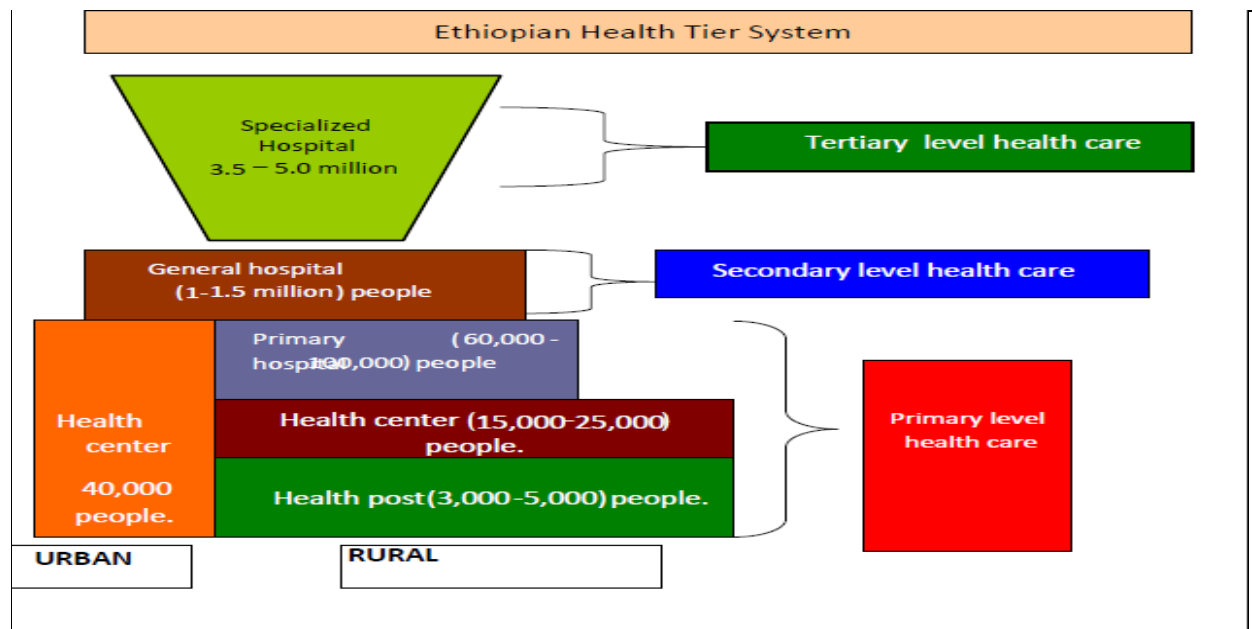 Ethiopian Health Tier System
Specialized
Hospital
3.5 – 5.0 million
Tertiary level health care
General hospital
(1-1.5 million) people
Secondary level health care
Primary (60,000 -
hospital 100,000) people
Health
center
40,000
people.
Health center (15,000-25,000)
people.
Health post(3,000-5,000) people.
Primary level
health care
URBAN
RURAL